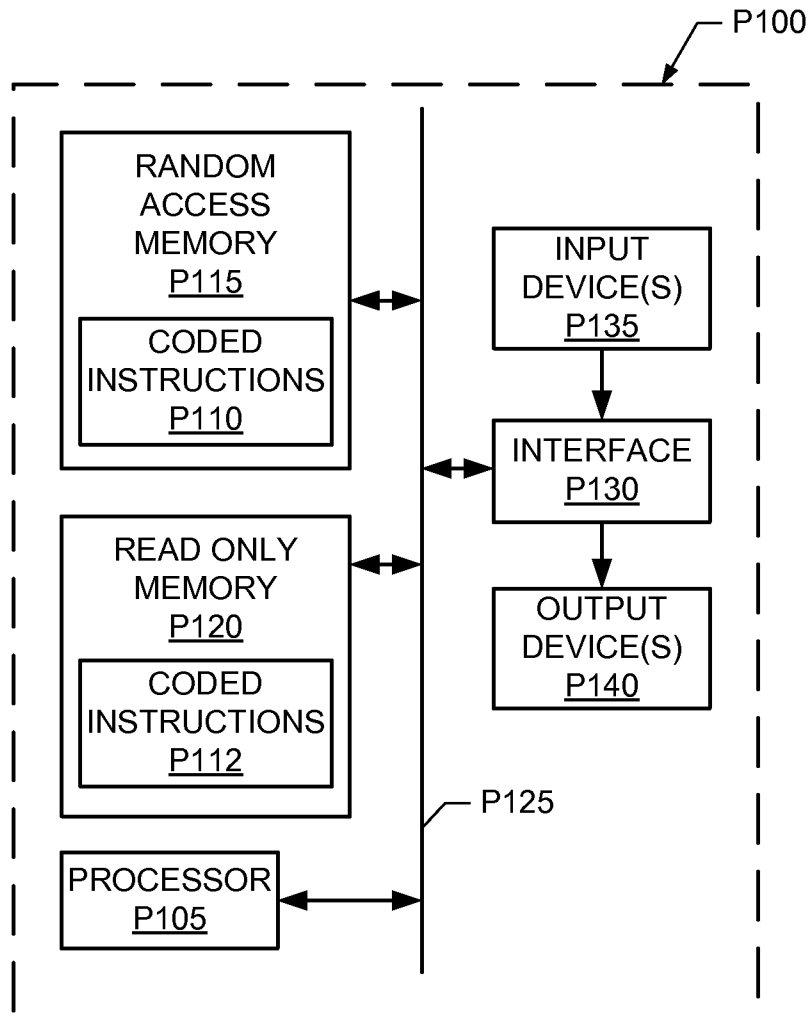 P100
RANDOM
ACCESS
MEMORY
P115
CODED
INSTRUCTIONS
P110
READ ONLY
MEMORY
P120
CODED
INSTRUCTIONS
P112
PROCESSOR
P105
INPUT
DEVICE(S)
P135
INTERFACE
P130
OUTPUT
DEVICE(S)
P140
P125